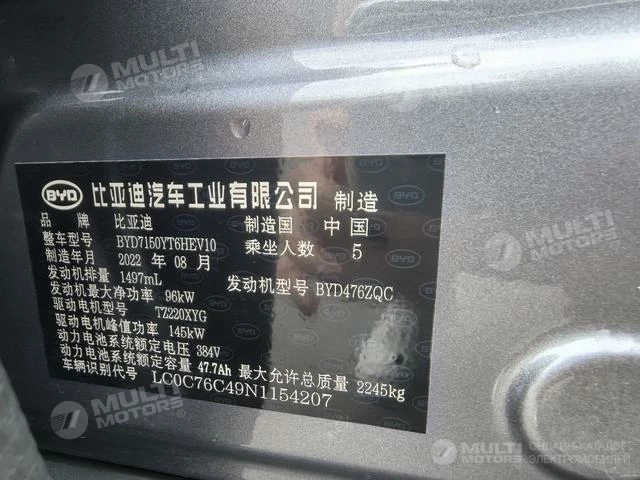 MULTI MOTORS
MULTI MOTORS
BYD 比亚迪汽车工业有限公司 制造
品 牌 比亚迪 制造国 中 国
整车型号 BYD7150YT6HEV10 乘坐人数 5
制造年月 2022 年 08 月
发动机排量 1497mL 发动机型号 BYD476ZQC
发动机最大净功率 96kW
驱动电机型号 TZ220XYG
驱动电机峰值功率 145kW
动力电池系统额定电压 384V
动力电池系统额定容量 47.7Ah 最大允许总质量 2245kg
车辆识别代号 LC0C76C49N1154207
MULTI MOTORS
MULTI MOTORS ОНЛАЙН-КАТАЛОГ ЭЛЕКТРОМОБИЛЕЙ